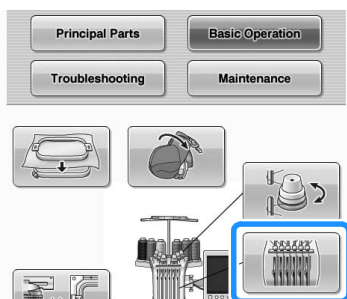 Principal Parts
Basic Operation
Troubleshooting
Maintenance